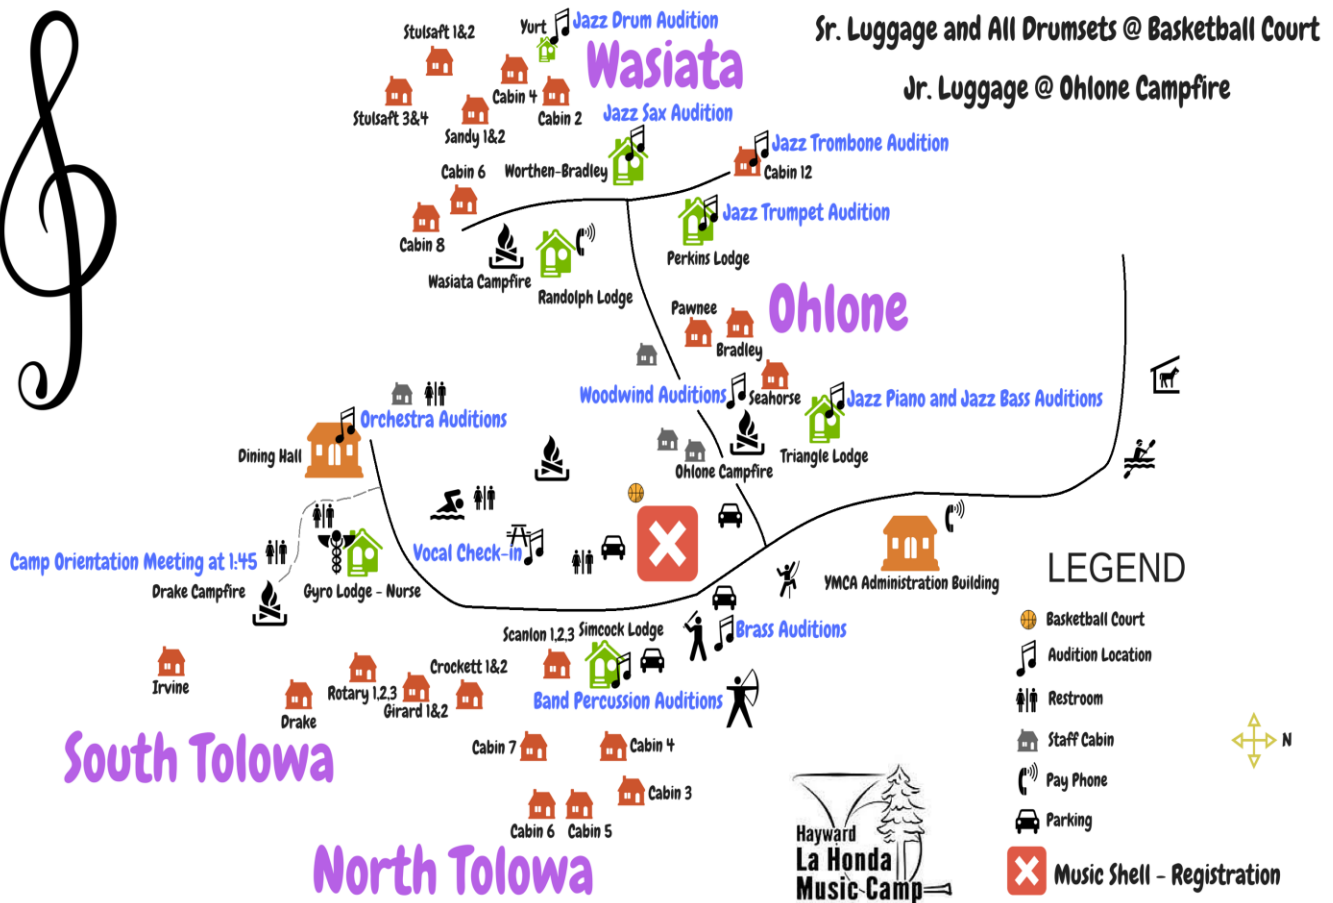 Sr. Luggage and All Drumsets @ Basketball Court
Jr. Luggage @ Ohlone Campfire
Yurt
Jazz Drum Audition
Stulsaft 1&2
Wasiata
Cabin 4
Stulsaft 3&4
Cabin 2
Sandy 1&2
Jazz Sax Audition
Jazz Trombone Audition
Cabin 6
Worthen-Bradley
Cabin 12
Jazz Trumpet Audition
Cabin 8
Perkins Lodge
Wasiata Campfire
Randolph Lodge
Ohlone
Pawnee
Bradley
Woodwind Auditions
Seahorse
Jazz Piano and Jazz Bass Auditions
Orchestra Auditions
Dining Hall
Ohlone Campfire
Triangle Lodge
Vocal Check-in
Camp Orientation Meeting at 1:45
Drake Campfire
Gyro Lodge - Nurse
YMCA Administration Building
LEGEND
Basketball Court
Audition Location
Restroom
Staff Cabin
Pay Phone
Parking
Music Shell - Registration
N
Brass Auditions
Scanlon 1,2,3
Simcock Lodge
Crockett 1&2
Irvine
Rotary 1,2,3
Girard 1&2
Drake
Band Percussion Auditions
South Tolowa
Cabin 7
Cabin 4
Cabin 3
Cabin 6
Cabin 5
North Tolowa
Hayward
La Honda
Music Camp